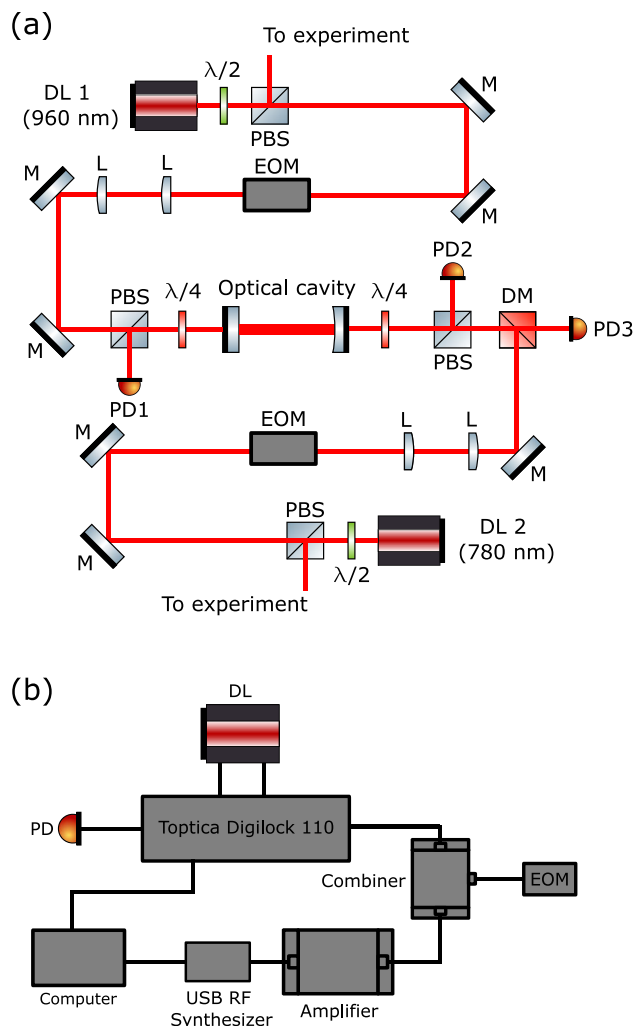 (a)
To experiment
DL 1
(960 nm)
λ/2
PBS
M
M
L
L
EOM
M
M
PBS
λ/4
Optical cavity
λ/4
PD2
DM
PD3
PBS
PD1
M
EOM
L
L
M
PBS
λ/2
DL 2
(780 nm)
M
To experiment
(b)
DL
PD
Toptica Digilock 110
Combiner
EOM
Computer
USB RF
Synthesizer
Amplifier